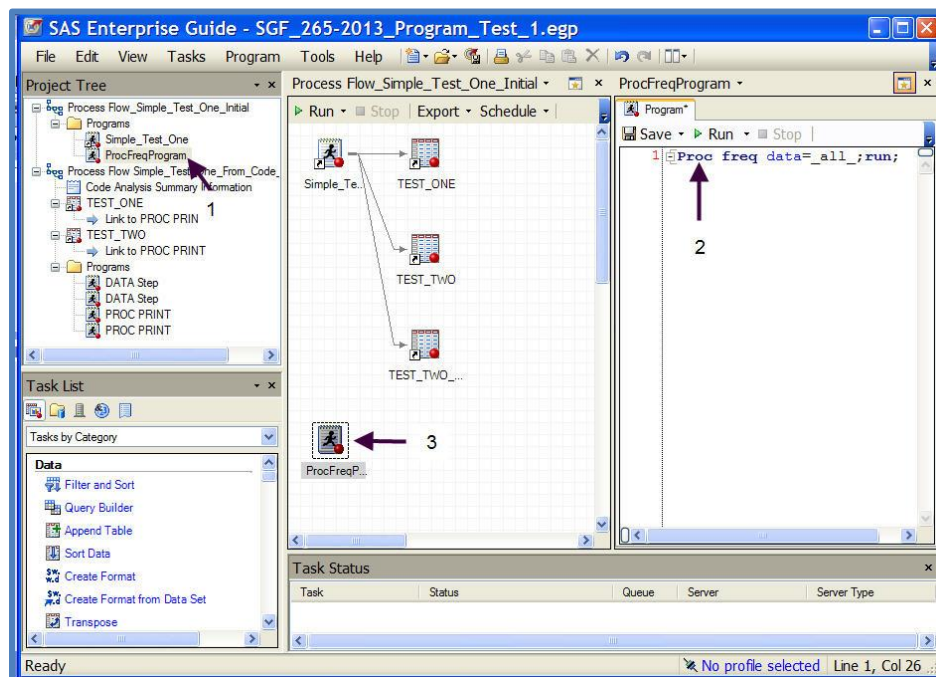 SAS Enterprise Guide - SGF_265-2013_Program_Test_1.egp
File Edit View Tasks Program Tools Help
Project Tree
Process Flow_Simple_Test_One_Initial
Programs
Simple_Test_One
ProcFreqProgram
Process Flow Simple_Test_One_From_Code_
Code Analysis Summary Information
TEST_ONE
1
Link to PROC PRIN
TEST_TWO
Link to PROC PRINT
Programs
DATA Step
DATA Step
PROC PRINT
PROC PRINT
Task List
Tasks by Category
Data
Filter and Sort
Query Builder
Append Table
Sort Data
Create Format
Create Format from Data Set
Transpose
Process Flow_Simple_Test_One_Initial
Run Stop Export Schedule
Simple_Te...
TEST_ONE
TEST_TWO
TEST_TWO_...
3
ProcFreqP...
ProcFreqProgram
Program*
Save Run Stop
1 Proc freq data=_all_;run;
2
Task Status
Task Status Queue Server Server Type
Ready
No profile selected Line 1, Col 26